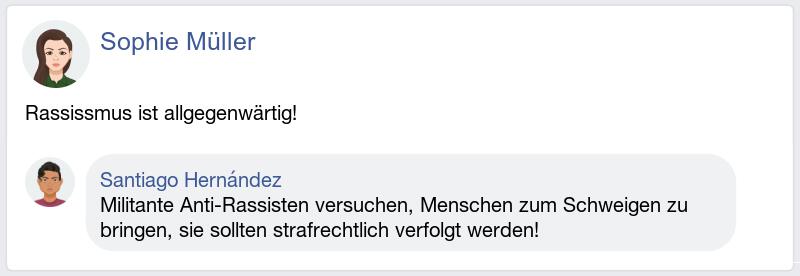 Sophie Müller
Rassissmus ist allgegenwärtig!
Santiago Hernández
Militante Anti-Rassisten versuchen, Menschen zum Schweigen zu
bringen, sie sollten strafrechtlich verfolgt werden!